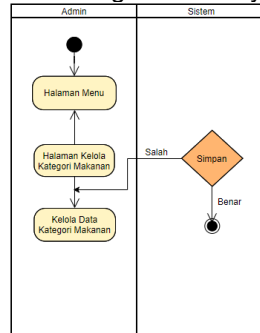 Admin
Sistem
Halaman Menu
Halaman Kelola
Kategori Makanan
Salah
Simpan
Benar
Kelola Data
Kategori Makanan